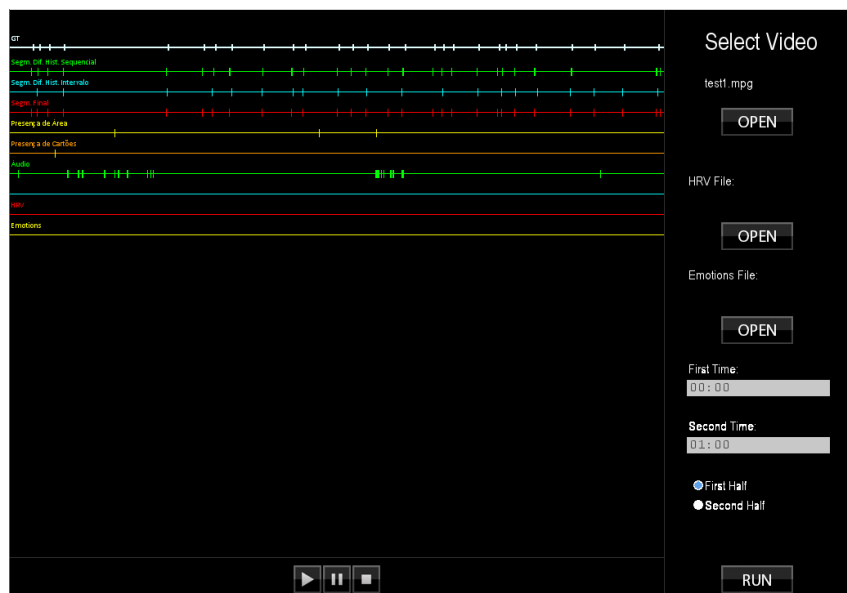 GT
Segm. Dif. Hist. Sequencial
Segm. Dif. Hist. Intervalo
Segm. Final
Presença de Área
Presença de Cartões
Áudio
HRV
Emotions
Select Video
test1.mpg
OPEN
HRV File:
OPEN
Emotions File:
OPEN
First Time:
00:00
Second Time:
01:00
First Half
Second Half
RUN